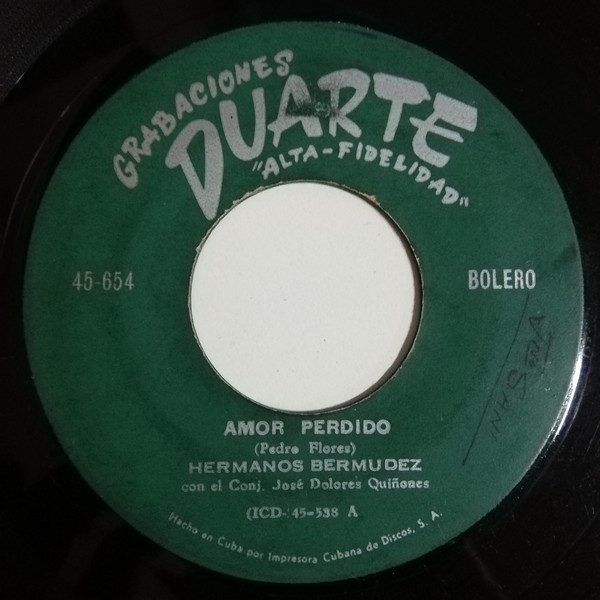 GRABACIONES
DUARTE
"ALTA-FIDELIDAD"
45-654
BOLERO
AMOR PERDIDO
(Pedro Flores)
HERMANOS BERMUDEZ
con el Conj. José Dolores Quiñones
(ICD-:45-538 A
Hecho en Cuba por Impresora Cubana de Discos, S. A.